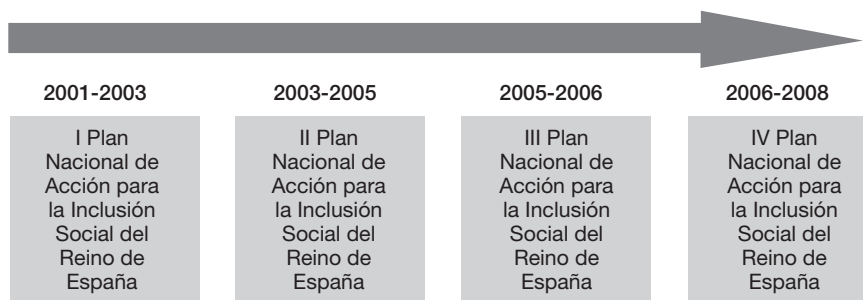 2001-2003
I Plan
Nacional de
Acción para
la Inclusión
Social del
Reino de
España
2003-2005
II Plan
Nacional de
Acción para
la Inclusión
Social del
Reino de
España
2005-2006
III Plan
Nacional de
Acción para
la Inclusión
Social del
Reino de
España
2006-2008
IV Plan
Nacional de
Acción para
la Inclusión
Social del
Reino de
España